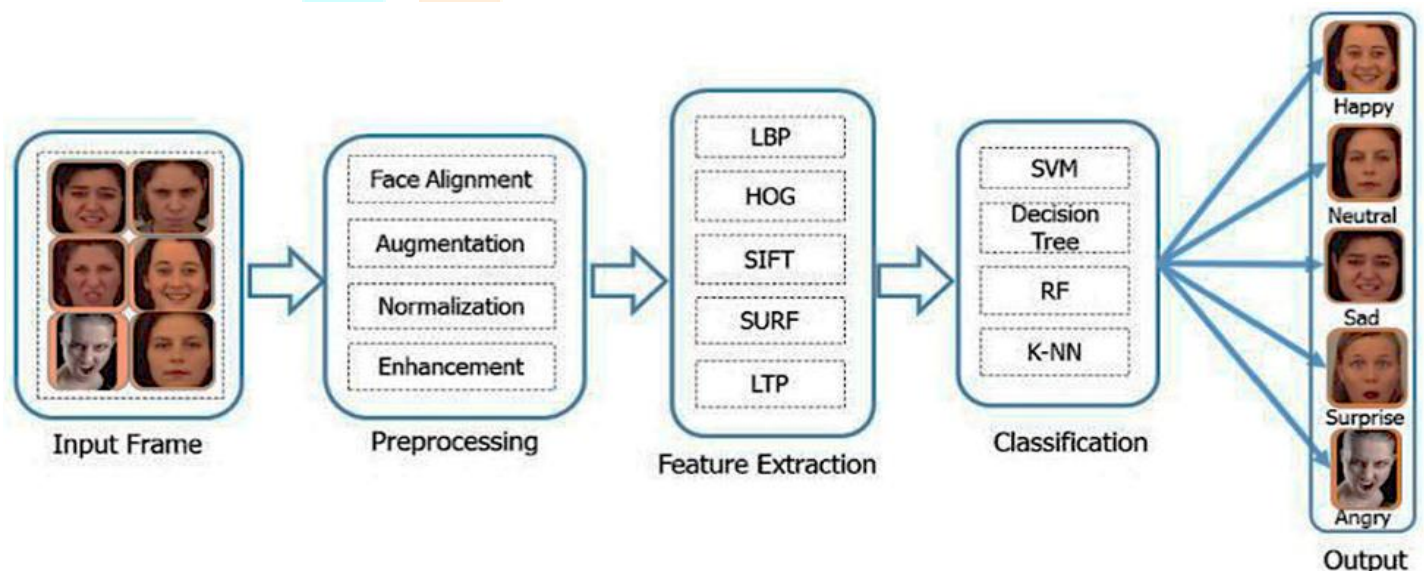 Input Frame
Face Alignment
Augmentation
Normalization
Enhancement
Preprocessing
LBP
HOG
SIFT
SURF
LTP
Feature Extraction
SVM
Decision
Tree
RF
K-NN
Classification
Happy
Neutral
Sad
Surprise
Angry
Output